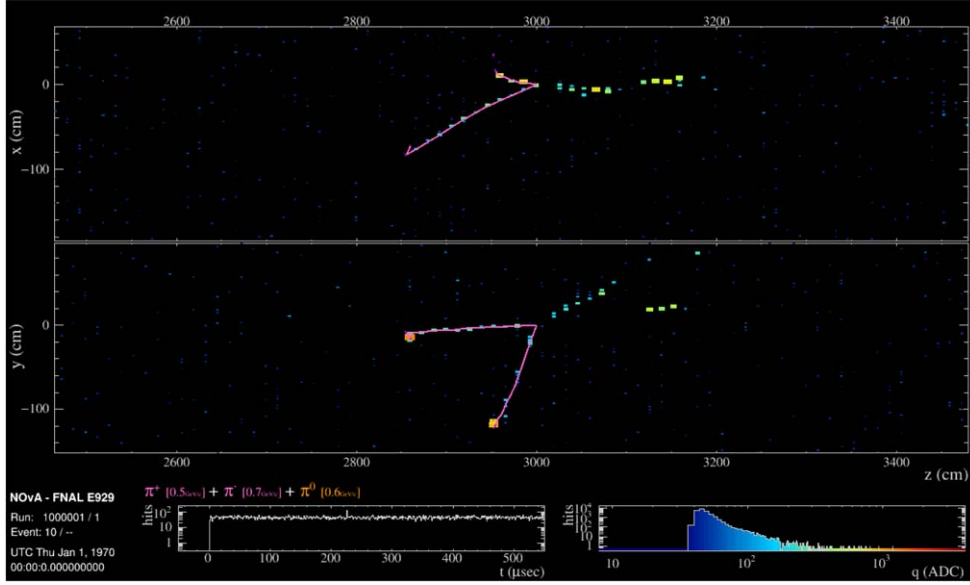 2600 2800 3000 3200 3400
x (cm)
0
−100
y (cm)
0
−100
2600 2800 3000 3200 3400
z (cm)
π⁺ [0.5GeV] + π⁻ [0.7GeV] + π⁰ [0.6GeV]
NOvA - FNAL E929
Run: 1000001 / 1
Event: 10 / --
UTC Thu Jan 1, 1970
00:00:0.000000000
hits
10²
10
1
0 100 200 300 400 500
t (μsec)
hits
10
1
10 10² 10³
q (ADC)